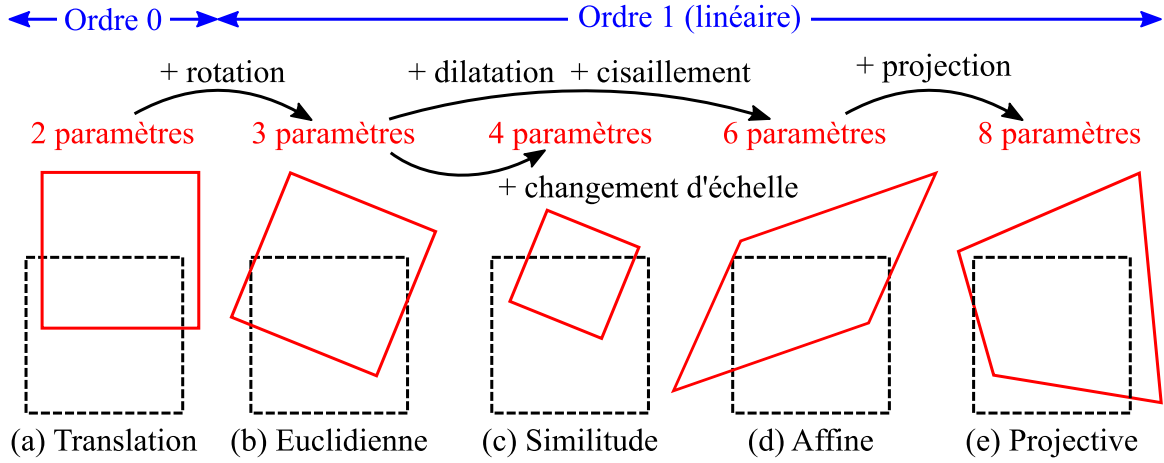 Ordre 0
Ordre 1 (linéaire)
+ rotation
+ dilatation + cisaillement
+ projection
2 paramètres
3 paramètres
4 paramètres
6 paramètres
8 paramètres
+ changement d'échelle
(a) Translation
(b) Euclidienne
(c) Similitude
(d) Affine
(e) Projective